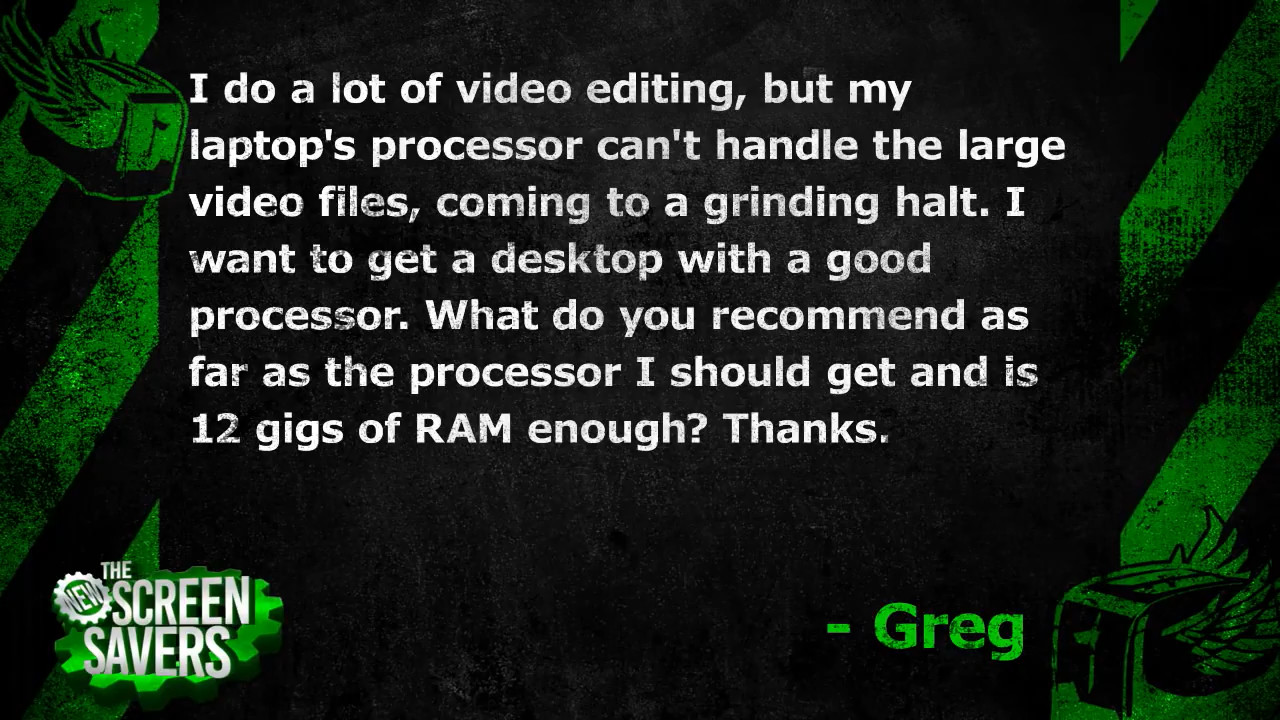 I do a lot of video editing, but my
laptop's processor can't handle the large
video files, coming to a grinding halt. I
want to get a desktop with a good
processor. What do you recommend as
far as the processor I should get and is
12 gigs of RAM enough? Thanks.
- Greg
THE
NEW
SCREEN
SAVERS